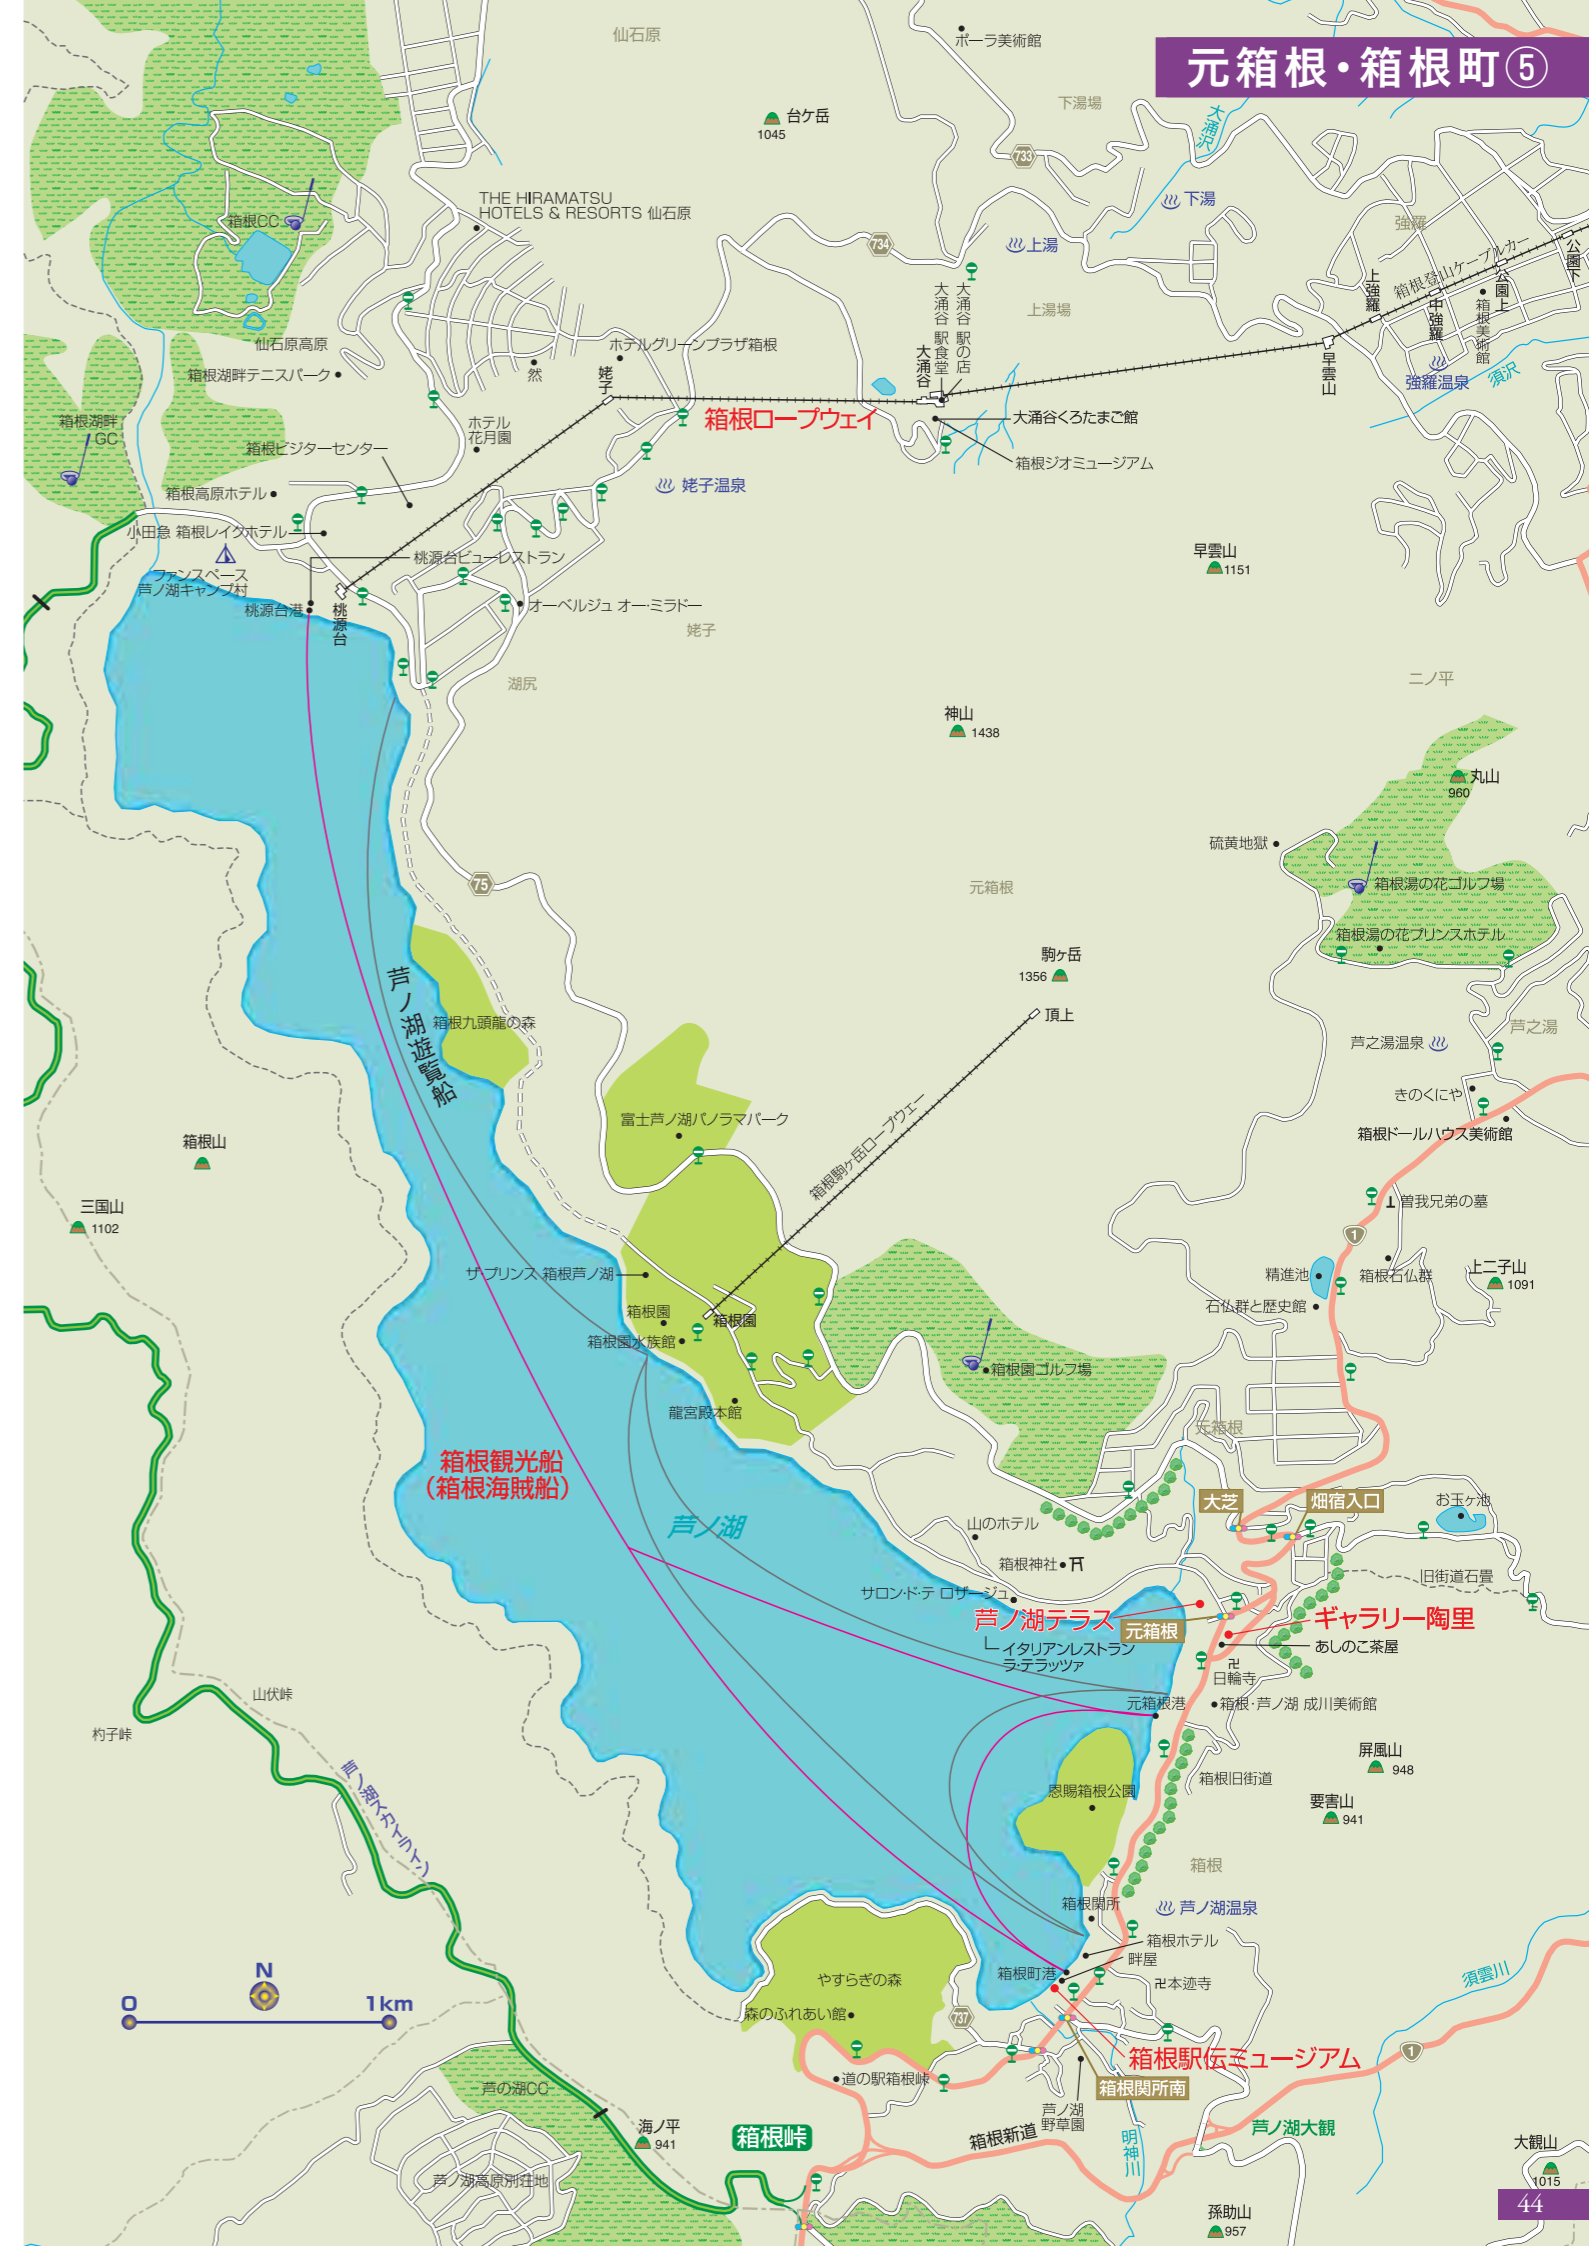 元箱根・箱根町⑤
仙石原
ポーラ美術館
台ケ岳
1045
下湯場
大涌沢
733
THE HIRAMATSU
HOTELS & RESORTS 仙石原
箱根CC
下湯
734
上湯
強羅
箱根登山ケーブルカー
公園下
公園上
中強羅
上強羅
箱根美術館
早雲山
強羅温泉
須沢
上湯場
大涌谷 駅の店
大涌谷 駅食堂
大涌谷
仙石原高原
箱根湖畔テニスパーク
然
ホテルグリーンプラザ箱根
姥子
箱根ロープウェイ
大涌谷くろたまご館
箱根ジオミュージアム
箱根湖畔
GC
ホテル
花月園
箱根ビジターセンター
箱根高原ホテル
姥子温泉
小田急 箱根レイクホテル
桃源台ビューレストラン
ファンスペース
芦ノ湖キャンプ村
桃源台港
桃源台
オーベルジュ オー・ミラドー
早雲山
1151
姥子
湖尻
二ノ平
神山
1438
丸山
960
硫黄地獄
箱根湯の花ゴルフ場
箱根湯の花プリンスホテル
75
元箱根
駒ヶ岳
1356
頂上
芦ノ湖遊覧船
箱根九頭龍の森
芦之湯
芦之湯温泉
きのくにや
箱根ドールハウス美術館
富士芦ノ湖パノラマパーク
箱根駒ヶ岳ロープウェー
箱根山
三国山
1102
曽我兄弟の墓
1
精進池
箱根石仏群
上二子山
1091
石仏群と歴史館
ザ・プリンス 箱根芦ノ湖
箱根園
箱根園
箱根園水族館
箱根園ゴルフ場
龍宮殿本館
元箱根
箱根観光船
（箱根海賊船）
芦ノ湖
大芝
畑宿入口
お玉ヶ池
山のホテル
箱根神社
旧街道石畳
サロン・ド・テ ロザージュ
芦ノ湖テラス
元箱根
ギャラリー陶里
イタリアンレストラン
ラ・テラッツァ
あしのこ茶屋
日輪寺
元箱根港
箱根・芦ノ湖 成川美術館
山伏峠
杓子峠
芦ノ湖スカイライン
屏風山
948
箱根旧街道
恩賜箱根公園
要害山
941
箱根
箱根関所
芦ノ湖温泉
箱根ホテル
畔屋
箱根町港
本迹寺
須雲川
やすらぎの森
森のふれあい館
737
N
0
1km
箱根駅伝ミュージアム
1
道の駅箱根峠
箱根関所南
芦ノ湖
野草園
芦の湖CC
海ノ平
941
箱根峠
箱根新道
明神川
芦ノ湖大観
大観山
1015
芦ノ湖高原別荘地
孫助山
957
44